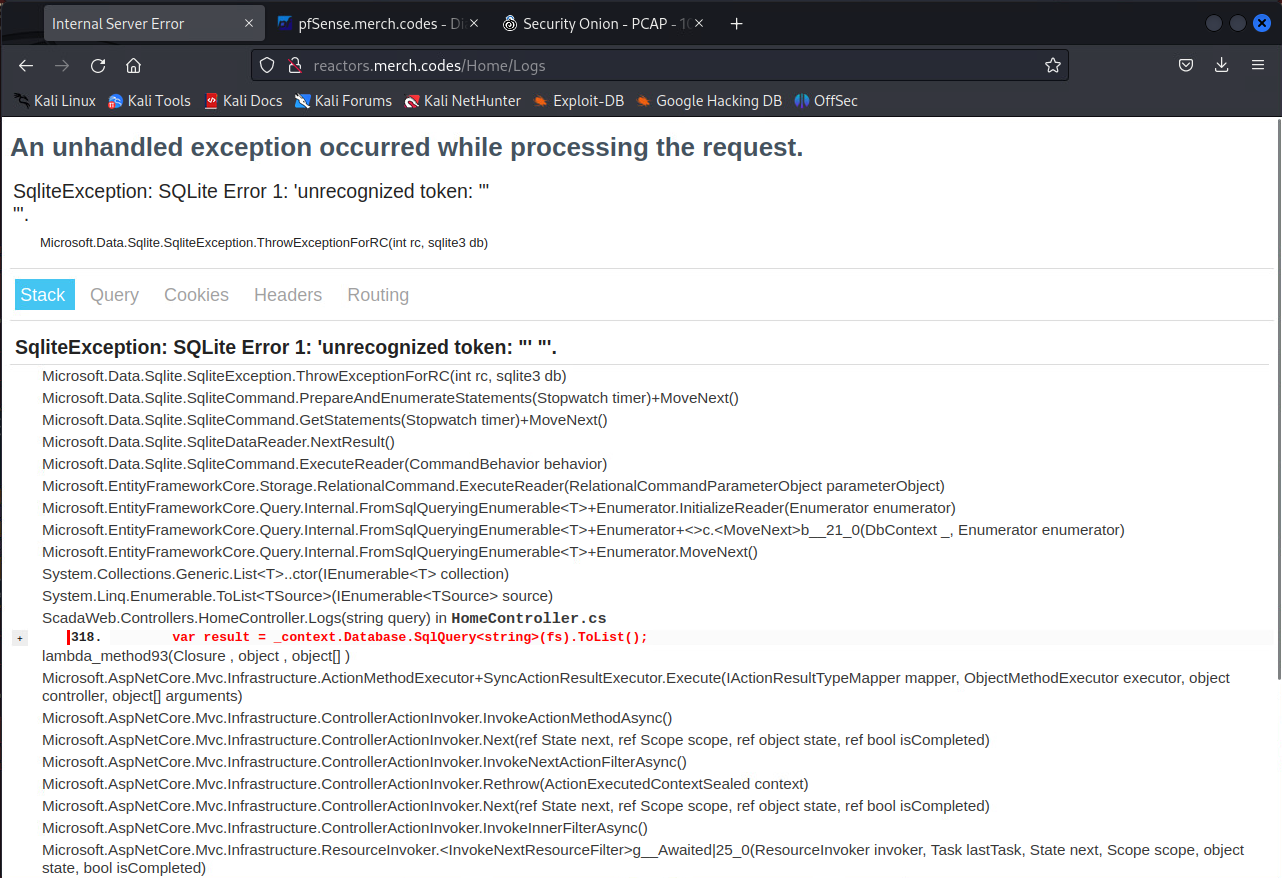 Internal Server Error
pfSense.merch.codes - Di
Security Onion - PCAP - 10
reactors.merch.codes/Home/Logs
Kali Linux Kali Tools Kali Docs Kali Forums Kali NetHunter Exploit-DB Google Hacking DB OffSec
An unhandled exception occurred while processing the request.
SqliteException: SQLite Error 1: 'unrecognized token: "'
"'.
Microsoft.Data.Sqlite.SqliteException.ThrowExceptionForRC(int rc, sqlite3 db)
Stack Query Cookies Headers Routing
SqliteException: SQLite Error 1: 'unrecognized token: "' "'.
Microsoft.Data.Sqlite.SqliteException.ThrowExceptionForRC(int rc, sqlite3 db)
Microsoft.Data.Sqlite.SqliteCommand.PrepareAndEnumerateStatements(Stopwatch timer)+MoveNext()
Microsoft.Data.Sqlite.SqliteCommand.GetStatements(Stopwatch timer)+MoveNext()
Microsoft.Data.Sqlite.SqliteDataReader.NextResult()
Microsoft.Data.Sqlite.SqliteCommand.ExecuteReader(CommandBehavior behavior)
Microsoft.EntityFrameworkCore.Storage.RelationalCommand.ExecuteReader(RelationalCommandParameterObject parameterObject)
Microsoft.EntityFrameworkCore.Query.Internal.FromSqlQueryingEnumerable<T>+Enumerator.InitializeReader(Enumerator enumerator)
Microsoft.EntityFrameworkCore.Query.Internal.FromSqlQueryingEnumerable<T>+Enumerator+<>c.<MoveNext>b__21_0(DbContext _, Enumerator enumerator)
Microsoft.EntityFrameworkCore.Query.Internal.FromSqlQueryingEnumerable<T>+Enumerator.MoveNext()
System.Collections.Generic.List<T>..ctor(IEnumerable<T> collection)
System.Linq.Enumerable.ToList<TSource>(IEnumerable<TSource> source)
ScadaWeb.Controllers.HomeController.Logs(string query) in HomeController.cs
+ 318. var result = _context.Database.SqlQuery<string>(fs).ToList();
lambda_method93(Closure , object , object[] )
Microsoft.AspNetCore.Mvc.Infrastructure.ActionMethodExecutor+SyncActionResultExecutor.Execute(IActionResultTypeMapper mapper, ObjectMethodExecutor executor, object
controller, object[] arguments)
Microsoft.AspNetCore.Mvc.Infrastructure.ControllerActionInvoker.InvokeActionMethodAsync()
Microsoft.AspNetCore.Mvc.Infrastructure.ControllerActionInvoker.Next(ref State next, ref Scope scope, ref object state, ref bool isCompleted)
Microsoft.AspNetCore.Mvc.Infrastructure.ControllerActionInvoker.InvokeNextActionFilterAsync()
Microsoft.AspNetCore.Mvc.Infrastructure.ControllerActionInvoker.Rethrow(ActionExecutedContextSealed context)
Microsoft.AspNetCore.Mvc.Infrastructure.ControllerActionInvoker.Next(ref State next, ref Scope scope, ref object state, ref bool isCompleted)
Microsoft.AspNetCore.Mvc.Infrastructure.ControllerActionInvoker.InvokeInnerFilterAsync()
Microsoft.AspNetCore.Mvc.Infrastructure.ResourceInvoker.<InvokeNextResourceFilter>g__Awaited|25_0(ResourceInvoker invoker, Task lastTask, State next, Scope scope, object
state, bool isCompleted)